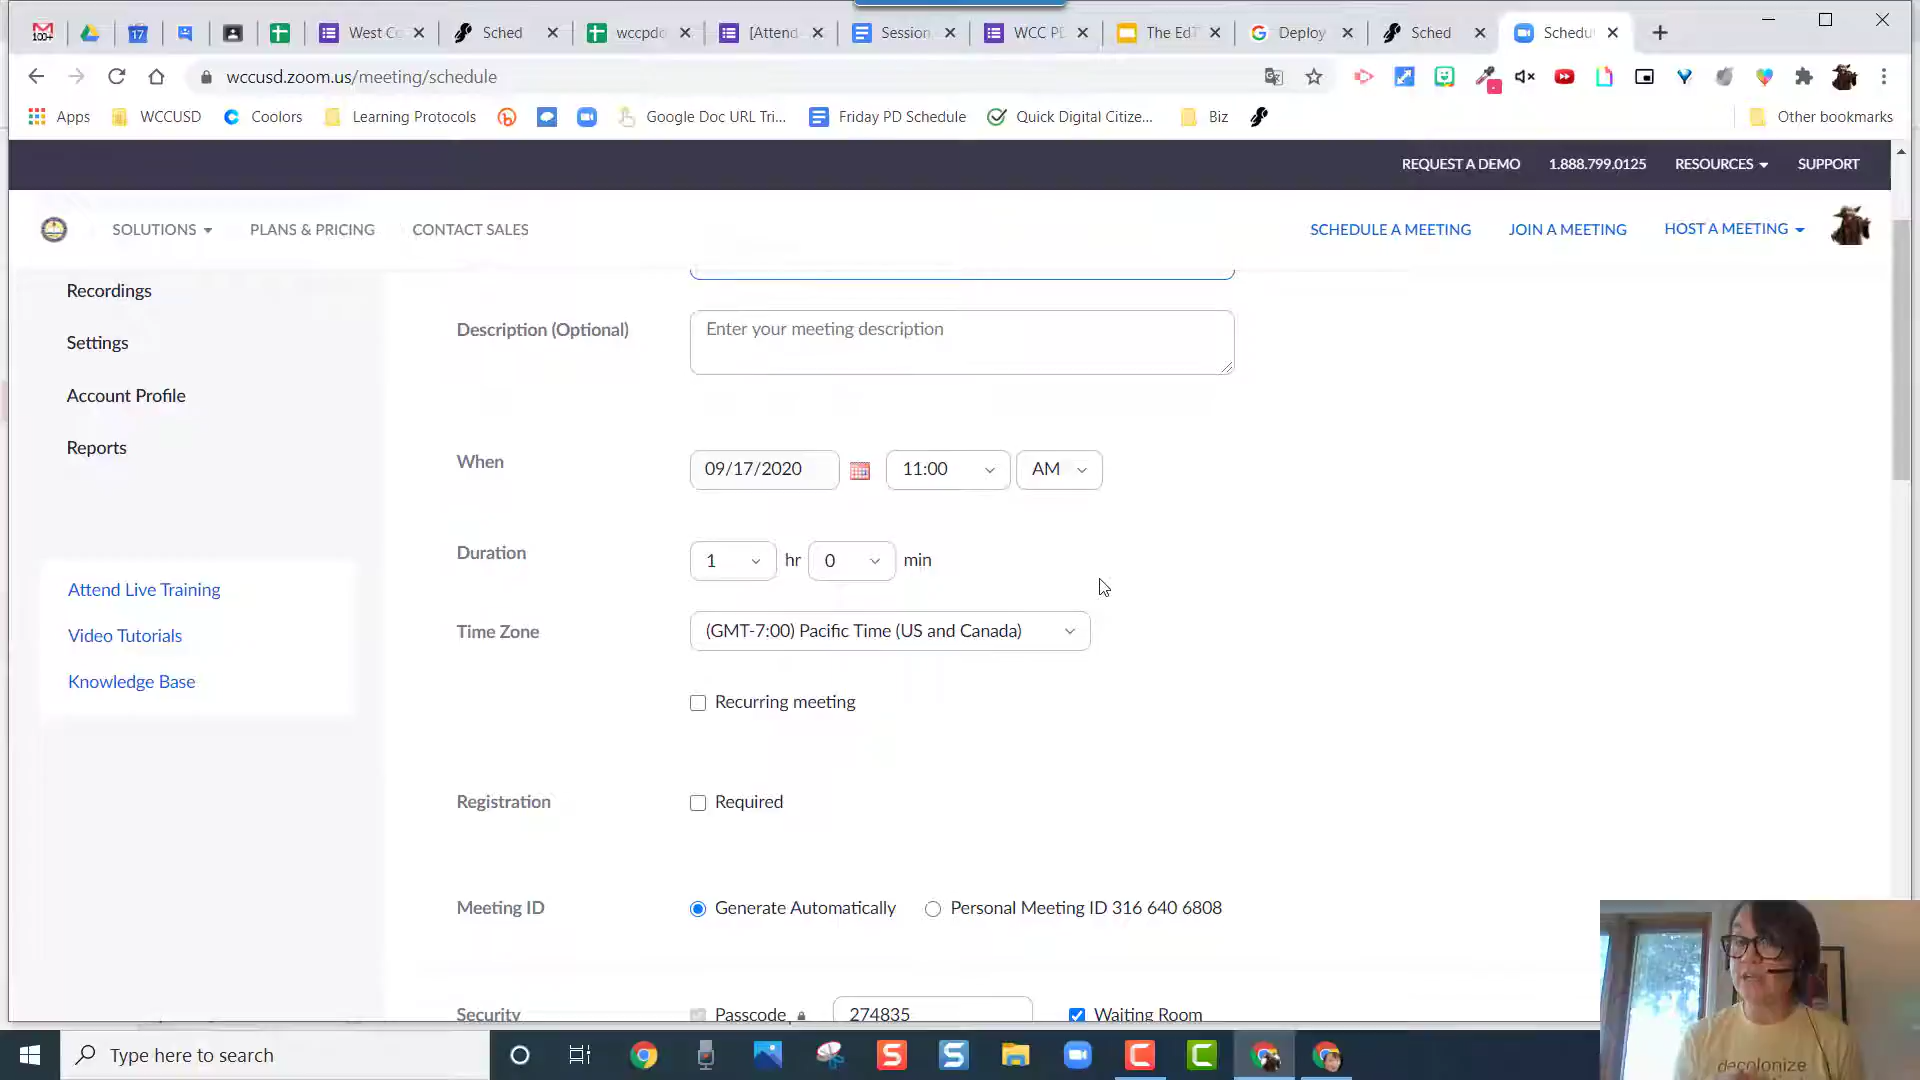 100+ 17 West Co Sched wccpdc [Attend Session WCC PD The EdT Deploy Sched Schedu
wccusd.zoom.us/meeting/schedule
Apps WCCUSD Coolors Learning Protocols Google Doc URL Tri... Friday PD Schedule Quick Digital Citize... Biz Other bookmarks
REQUEST A DEMO 1.888.799.0125 RESOURCES SUPPORT
SOLUTIONS PLANS & PRICING CONTACT SALES SCHEDULE A MEETING JOIN A MEETING HOST A MEETING
Recordings
Description (Optional) Enter your meeting description
Settings
Account Profile
Reports
When 09/17/2020 11:00 AM
Duration 1 hr 0 min
Attend Live Training
Time Zone (GMT-7:00) Pacific Time (US and Canada)
Video Tutorials
Knowledge Base
Recurring meeting
Registration Required
Meeting ID Generate Automatically Personal Meeting ID 316 640 6808
Security Passcode 274835 Waiting Room
Type here to search
decolonize